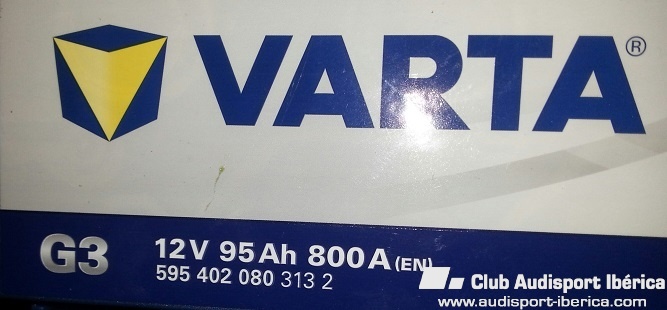 VARTA®
G3
12V 95Ah 800A (EN)
595 402 080 313 2
Club Audisport Ibérica
www.audisport-iberica.com